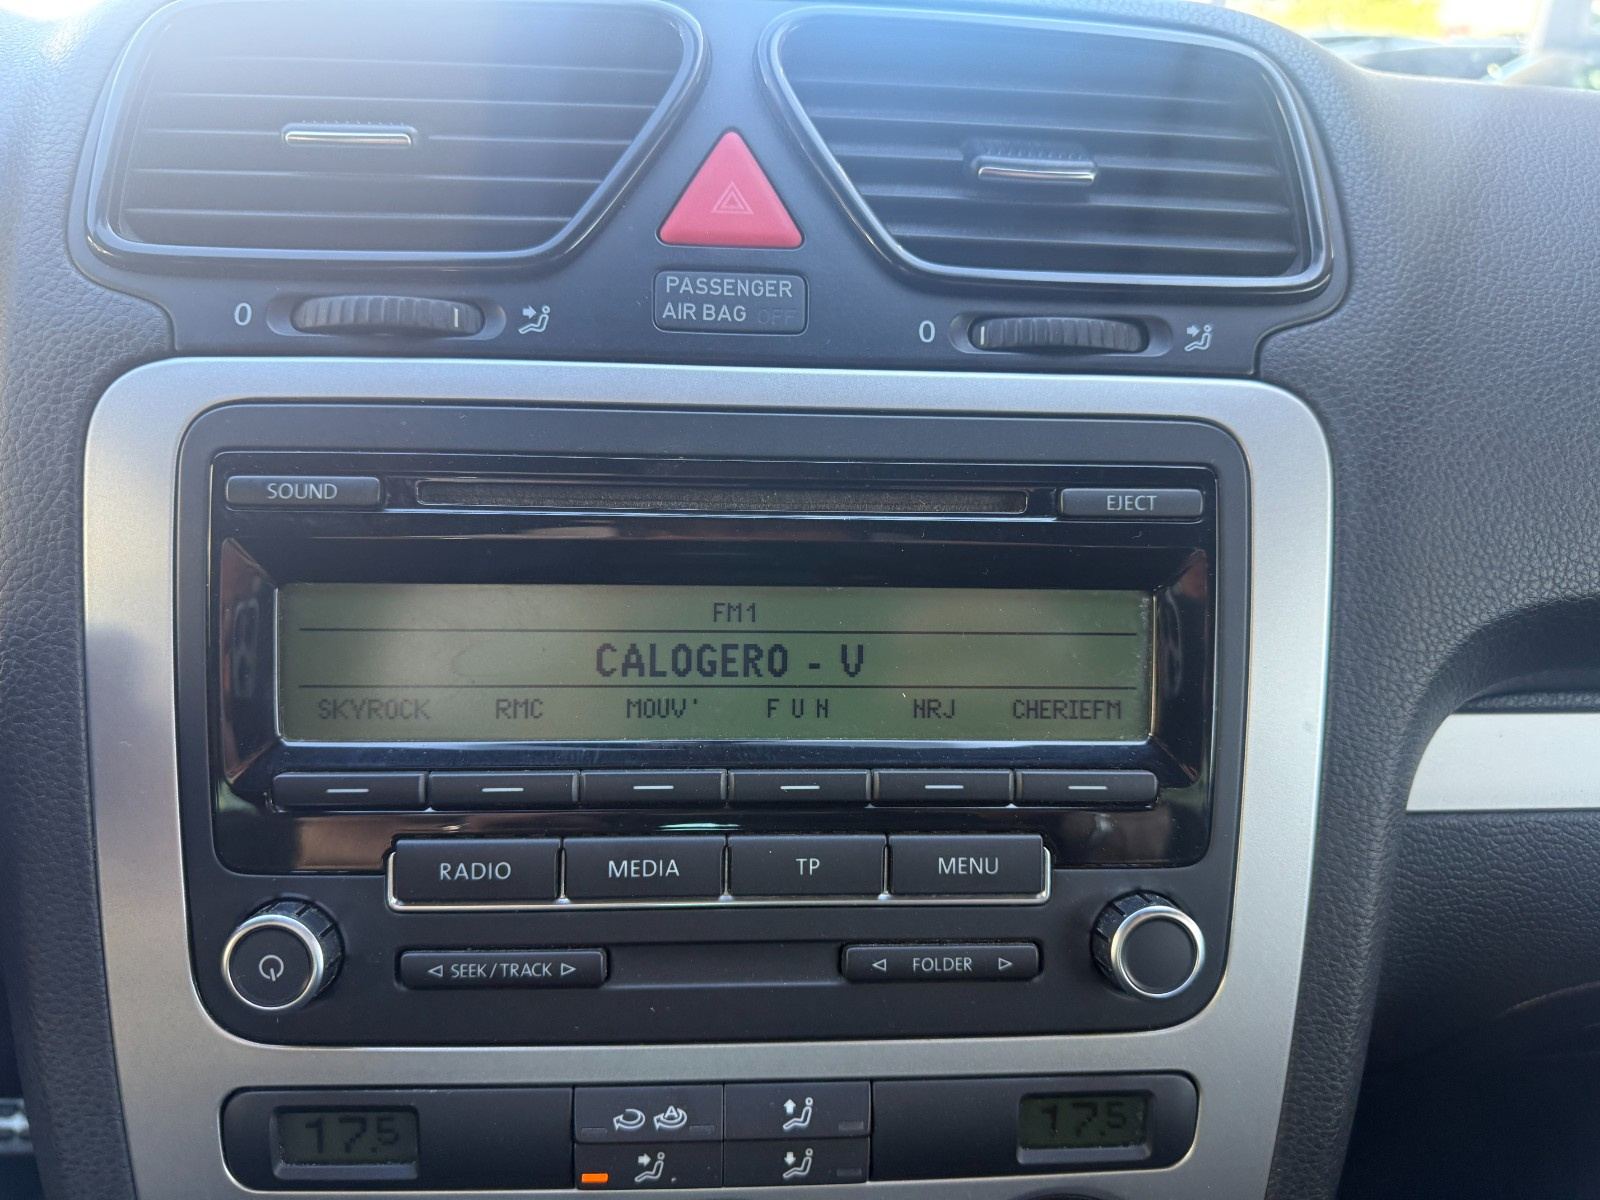 0
PASSENGER
AIR BAG OFF
0
SOUND
EJECT
FM1
CALOGERO - V
SKYROCK RMC MOUV' F U N NRJ CHERIEFM
RADIO MEDIA TP MENU
SEEK / TRACK FOLDER
A
17.5 17.5